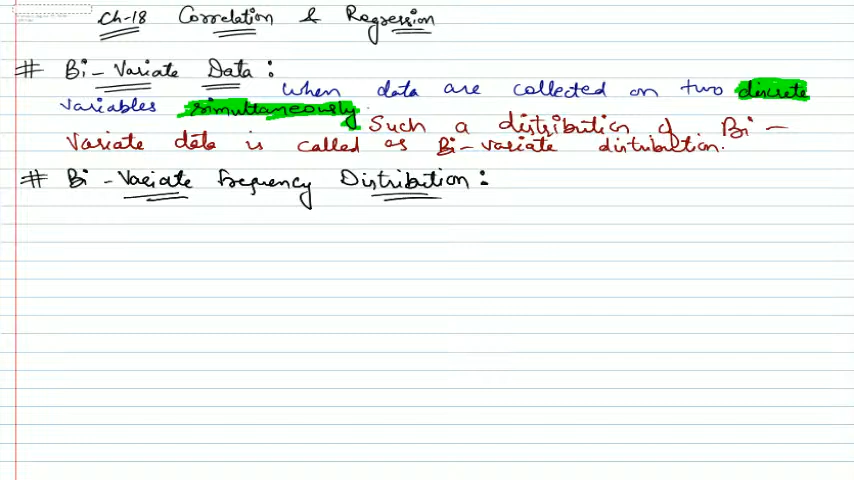 Ch-18 Correlation & Regression
# Bi-Variate Data:
When data are collected on two discrete
variables simultaneously.
Such a distribution of Bi-
Variate data is called as Bi-variate distribution.
# Bi-Variate Frequency Distribution: